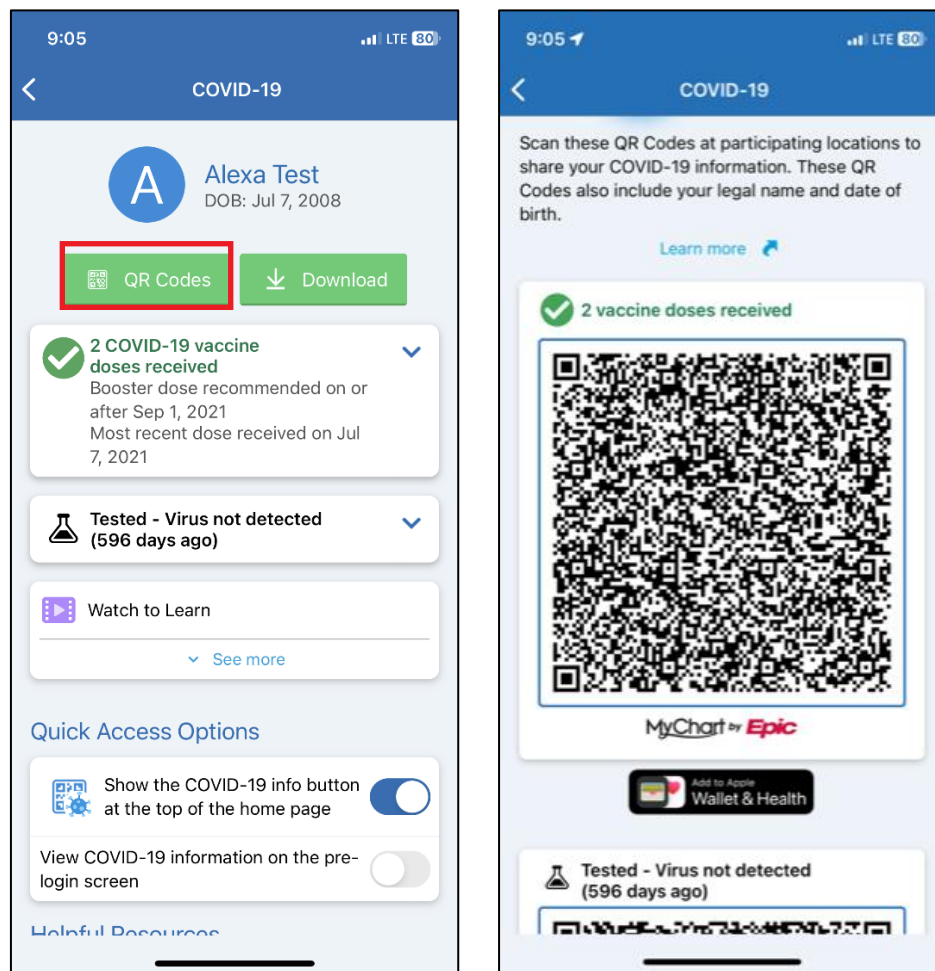 9:05
LTE 80
COVID-19
A
Alexa Test
DOB: Jul 7, 2008
QR Codes
Download
2 COVID-19 vaccine
doses received
Booster dose recommended on or
after Sep 1, 2021
Most recent dose received on Jul
7, 2021
Tested - Virus not detected
(596 days ago)
Watch to Learn
See more
Quick Access Options
Show the COVID-19 info button
at the top of the home page
View COVID-19 information on the pre-
login screen
Helpful Resources
9:05
LTE 80
COVID-19
Scan these QR Codes at participating locations to
share your COVID-19 information. These QR
Codes also include your legal name and date of
birth.
Learn more
2 vaccine doses received
MyChart by Epic
Add to Apple
Wallet & Health
Tested - Virus not detected
(596 days ago)